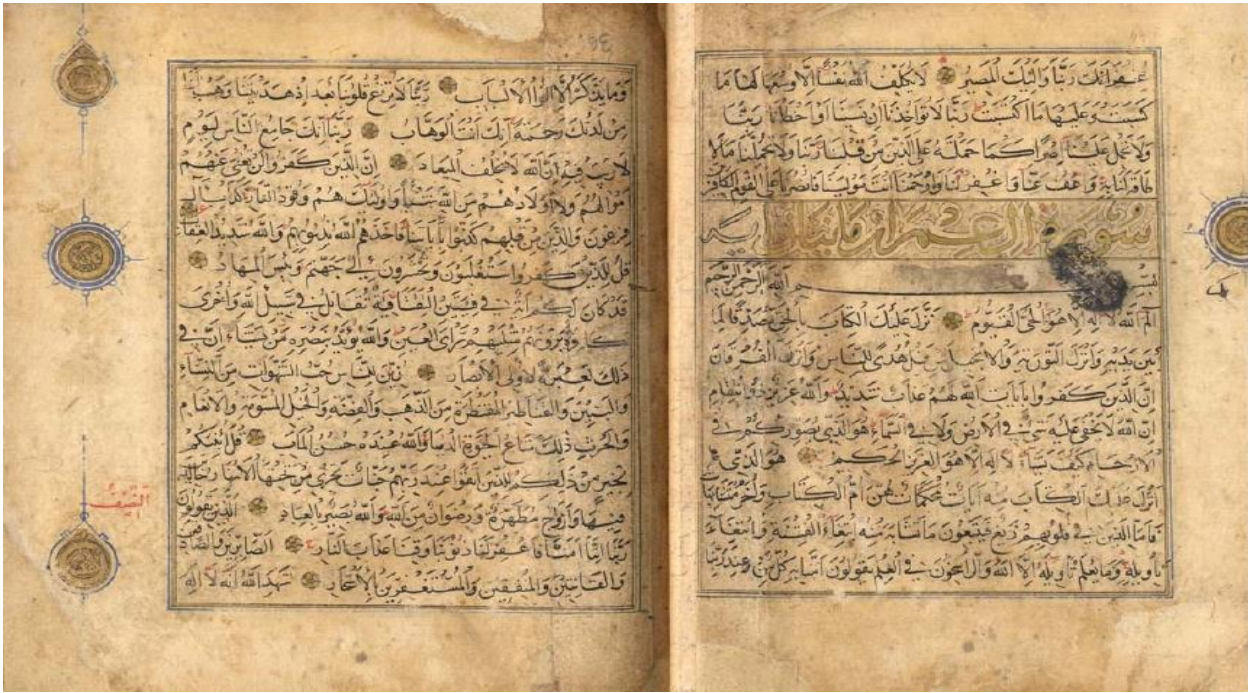 غفرانك ربنا واليك المصير لا يكلف الله نفسا الا وسعها لها ما
كسبت وعليها ما اكتسبت ربنا لا تؤاخذنا ان نسينا او اخطأنا ربنا
ولا تحمل علينا اصرا كما حملته على الذين من قبلنا ربنا ولا تحملنا ما لا
طاقة لنا به واعف عنا واغفر لنا وارحمنا انت مولينا فانصرنا على القوم الكافرين
سورة ال عمران مايتا اية
بسم الله الرحمن الرحيم
الم الله لا اله الا هو الحي القيوم نزل عليك الكتاب بالحق مصدقا لما
بين يديه وانزل التورية والانجيل من قبل هدى للناس وانزل الفرقان
ان الذين كفروا بايات الله لهم عذاب شديد والله عزيز ذو انتقام
ان الله لا يخفى عليه شيء في الارض ولا في السماء هو الذي يصوركم في
الارحام كيف يشاء لا اله الا هو العزيز الحكيم هو الذي
انزل عليك الكتاب منه ايات محكمات هن ام الكتاب واخر متشابهات
فاما الذين في قلوبهم زيغ فيتبعون ما تشابه منه ابتغاء الفتنة وابتغاء
تأويله وما يعلم تأويله الا الله والراسخون في العلم يقولون امنا به كل من عند ربنا
وما يذكر الا اولوا الالباب ربنا لا تزغ قلوبنا بعد اذ هديتنا وهب لنا
من لدنك رحمة انك انت الوهاب ربنا انك جامع الناس ليوم
لا ريب فيه ان الله لا يخلف الميعاد ان الذين كفروا لن تغني عنهم
اموالهم ولا اولادهم من الله شيئا واولئك هم وقود النار كدأب ال
فرعون والذين من قبلهم كذبوا باياتنا فاخذهم الله بذنوبهم والله شديد العقاب
قل للذين كفروا ستغلبون وتحشرون الى جهنم وبئس المهاد
قد كان لكم اية في فئتين التقتا فئة تقاتل في سبيل الله واخرى
كافرة يرونهم مثليهم رأي العين والله يؤيد بنصره من يشاء ان في
ذلك لعبرة لاولي الابصار زين للناس حب الشهوات من النساء
والبنين والقناطير المقنطرة من الذهب والفضة والخيل المسومة والانعام
والحرث ذلك متاع الحيوة الدنيا والله عنده حسن المآب قل اؤنبئكم
بخير من ذلكم للذين اتقوا عند ربهم جنات تجري من تحتها الانهار خالدين
فيها وازواج مطهرة ورضوان من الله والله بصير بالعباد الذين يقولون
ربنا اننا امنا فاغفر لنا ذنوبنا وقنا عذاب النار الصابرين والصادقين
والقانتين والمنفقين والمستغفرين بالاسحار شهد الله انه لا اله